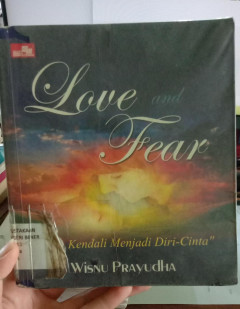 Love and
Fear
Kendali Menjadi Diri-Cinta"
WISNU PRAYUDHA